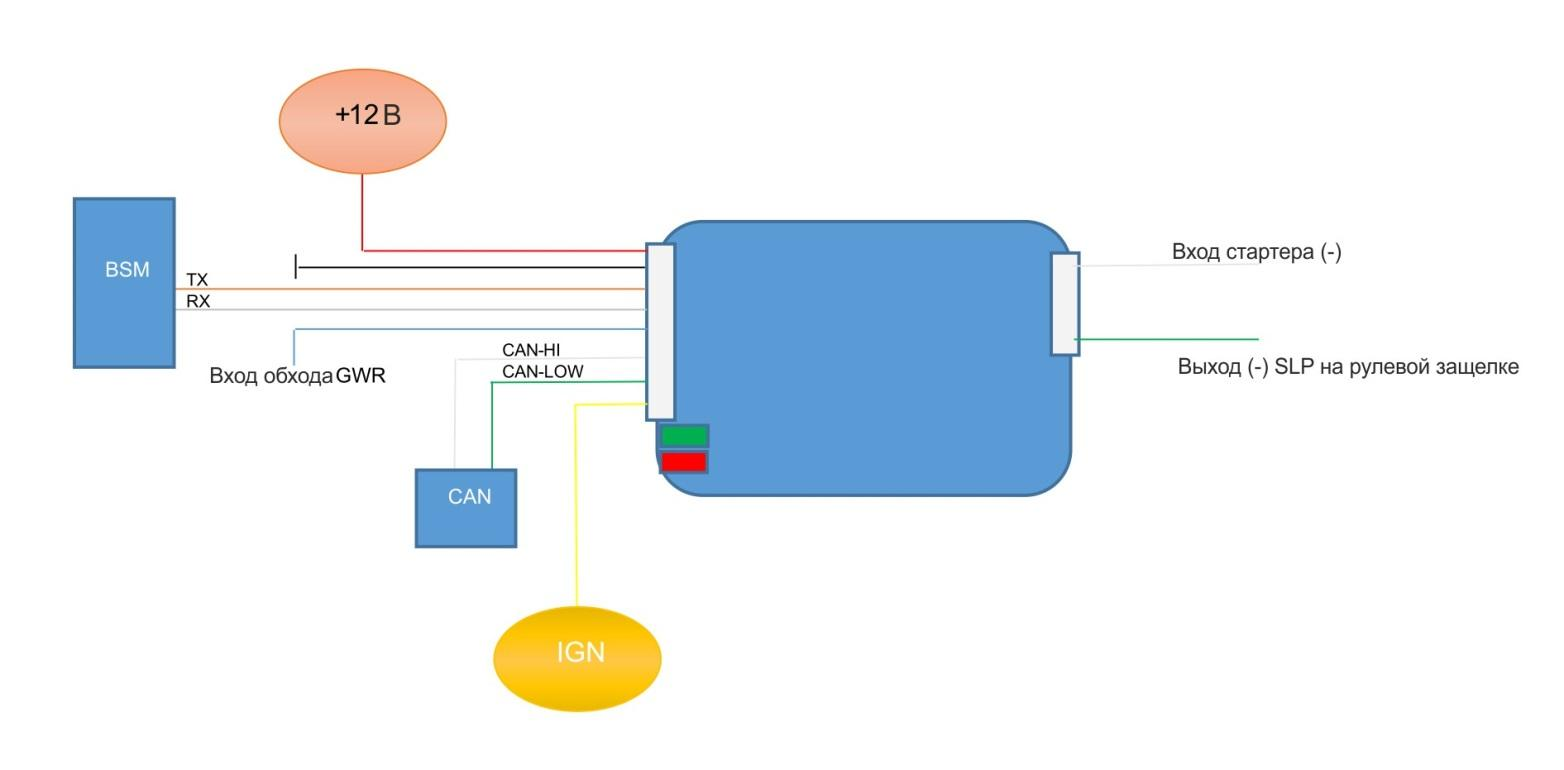 +12 В
BSM
TX
RX
Вход стартера (-)
CAN-HI
CAN-LOW
Вход обхода GWR
Выход (-) SLP на рулевой защелке
CAN
IGN